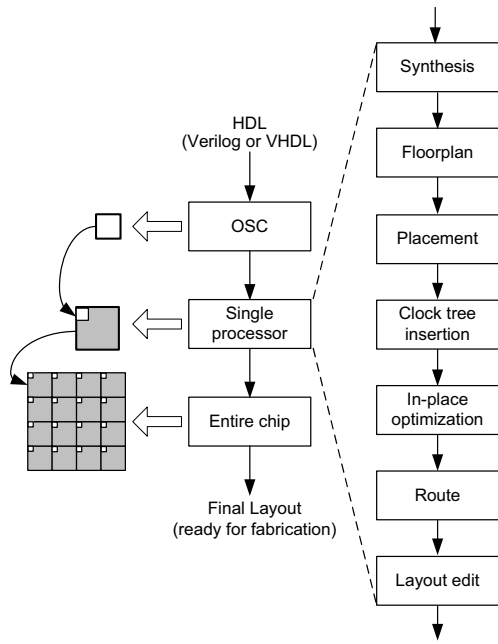 HDL
(Verilog or VHDL)
OSC
Single
processor
Entire chip
Final Layout
(ready for fabrication)
Synthesis
Floorplan
Placement
Clock tree
insertion
In-place
optimization
Route
Layout edit